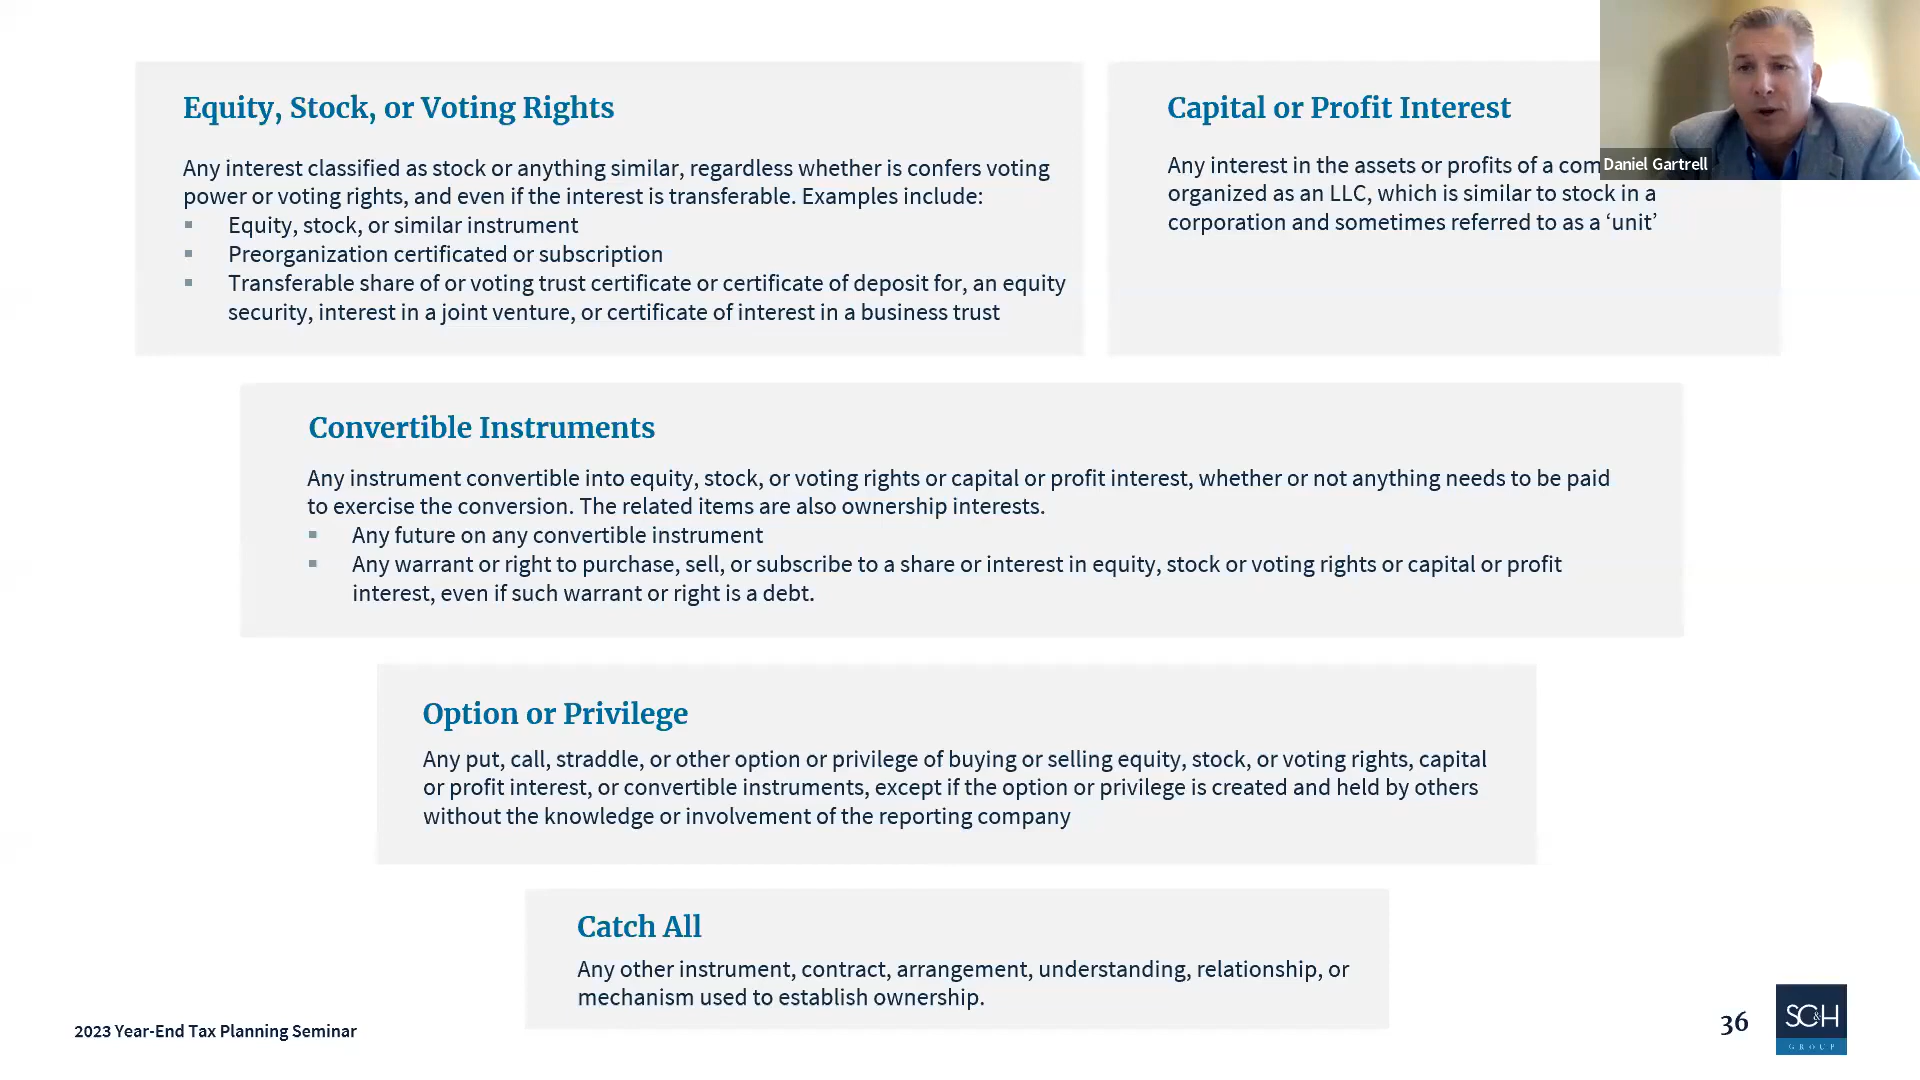 Equity, Stock, or Voting Rights
Any interest classified as stock or anything similar, regardless whether is confers voting
power or voting rights, and even if the interest is transferable. Examples include:
▪ Equity, stock, or similar instrument
▪ Preorganization certificated or subscription
▪ Transferable share of or voting trust certificate or certificate of deposit for, an equity
security, interest in a joint venture, or certificate of interest in a business trust
Capital or Profit Interest
Any interest in the assets or profits of a com
organized as an LLC, which is similar to stock in a
corporation and sometimes referred to as a ‘unit’
Daniel Gartrell
Convertible Instruments
Any instrument convertible into equity, stock, or voting rights or capital or profit interest, whether or not anything needs to be paid
to exercise the conversion. The related items are also ownership interests.
▪ Any future on any convertible instrument
▪ Any warrant or right to purchase, sell, or subscribe to a share or interest in equity, stock or voting rights or capital or profit
interest, even if such warrant or right is a debt.
Option or Privilege
Any put, call, straddle, or other option or privilege of buying or selling equity, stock, or voting rights, capital
or profit interest, or convertible instruments, except if the option or privilege is created and held by others
without the knowledge or involvement of the reporting company
Catch All
Any other instrument, contract, arrangement, understanding, relationship, or
mechanism used to establish ownership.
2023 Year-End Tax Planning Seminar
36
SC&H
GROUP